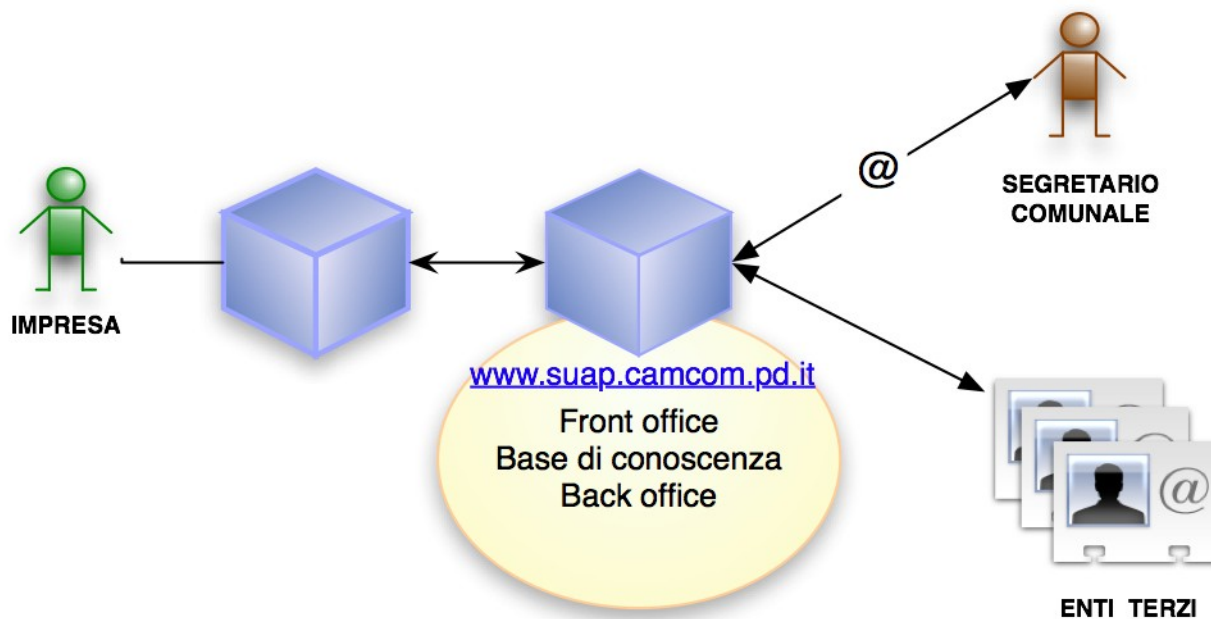 @
SEGRETARIO
COMUNALE
IMPRESA
www.suap.camcom.pd.it
Front office
Base di conoscenza
Back office
@
ENTI TERZI